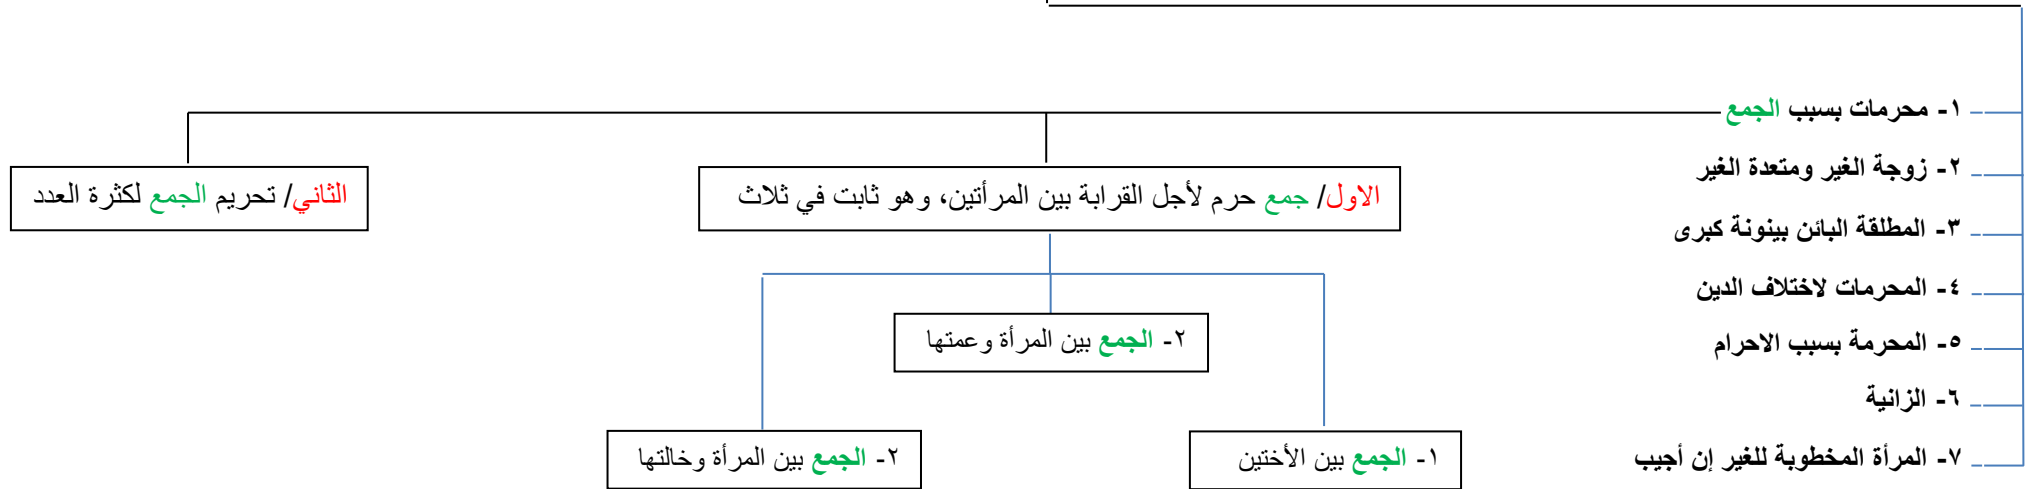 ١- محرمات بسبب الجمع
٢- زوجة الغير ومتعدة الغير
٣- المطلقة البائن بينونة كبرى
٤- المحرمات لاختلاف الدين
٥- المحرمة بسبب الاحرام
٦- الزانية
٧- المرأة المخطوبة للغير إن أجيب
الاول/ جمع حرم لأجل القرابة بين المرأتين، وهو ثابت في ثلاث
الثاني/ تحريم الجمع لكثرة العدد
٢- الجمع بين المرأة وعمتها
١- الجمع بين الأختين
٢- الجمع بين المرأة وخالتها